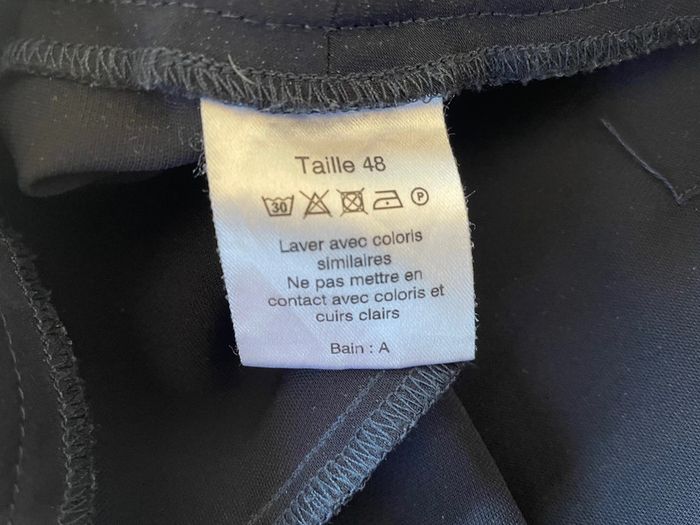 Taille 48
30 P
Laver avec coloris
similaires
Ne pas mettre en
contact avec coloris et
cuirs clairs
Bain : A